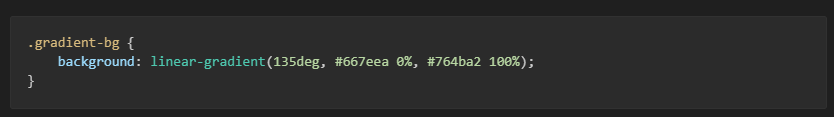 .gradient-bg {
    background: linear-gradient(135deg, #667eea 0%, #764ba2 100%);
}